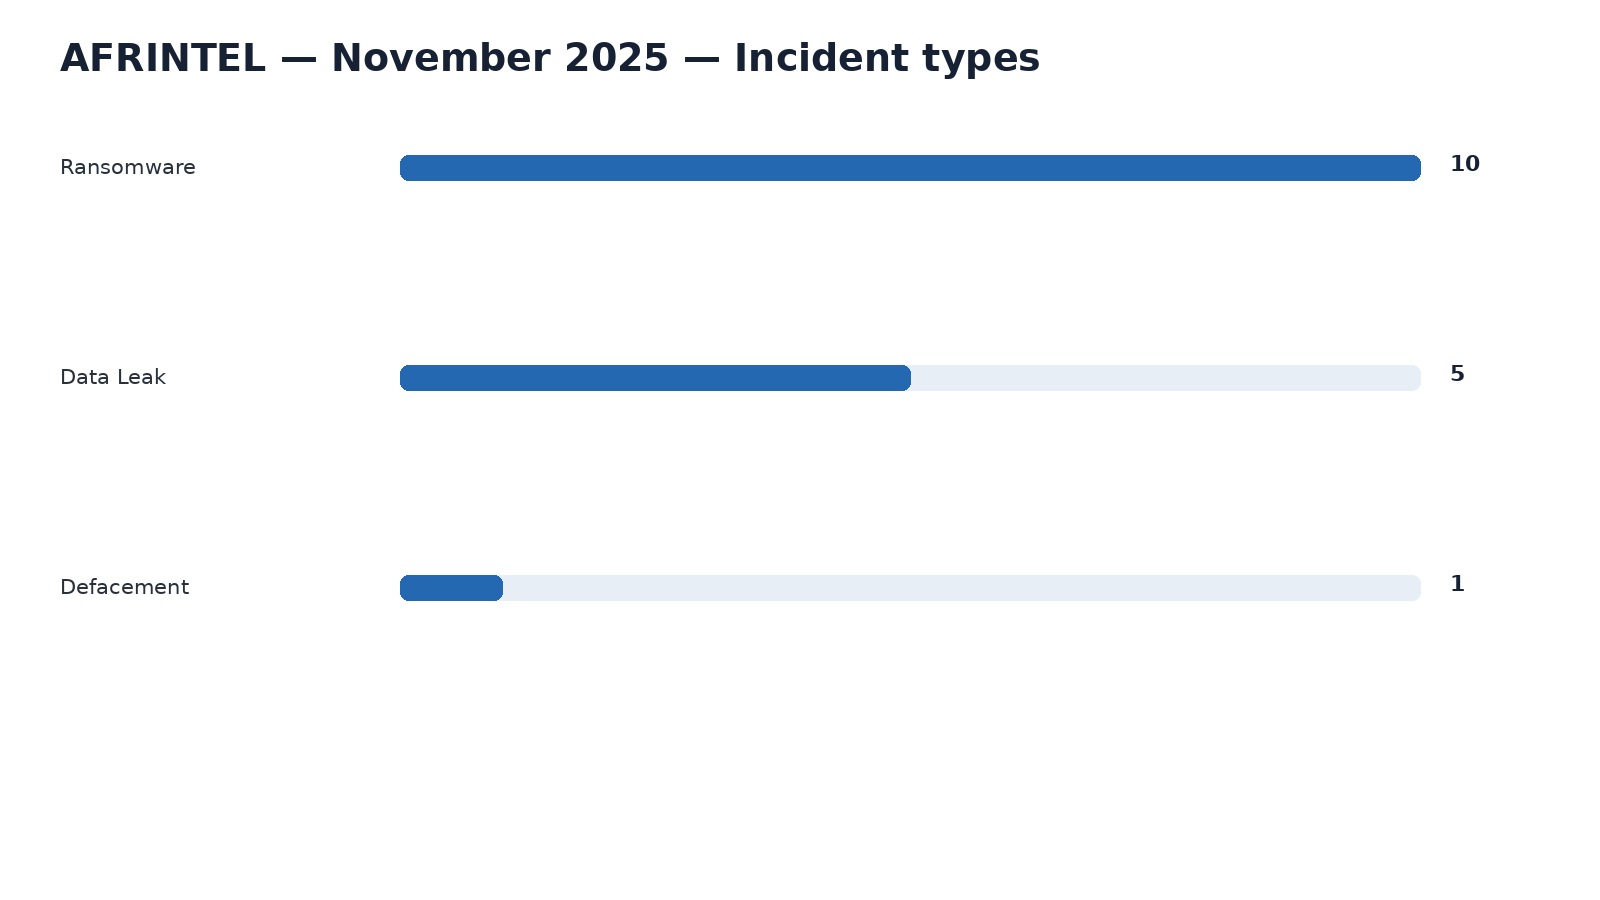 AFRINTEL — November 2025 — Incident types
Ransomware 10
Data Leak 5
Defacement 1